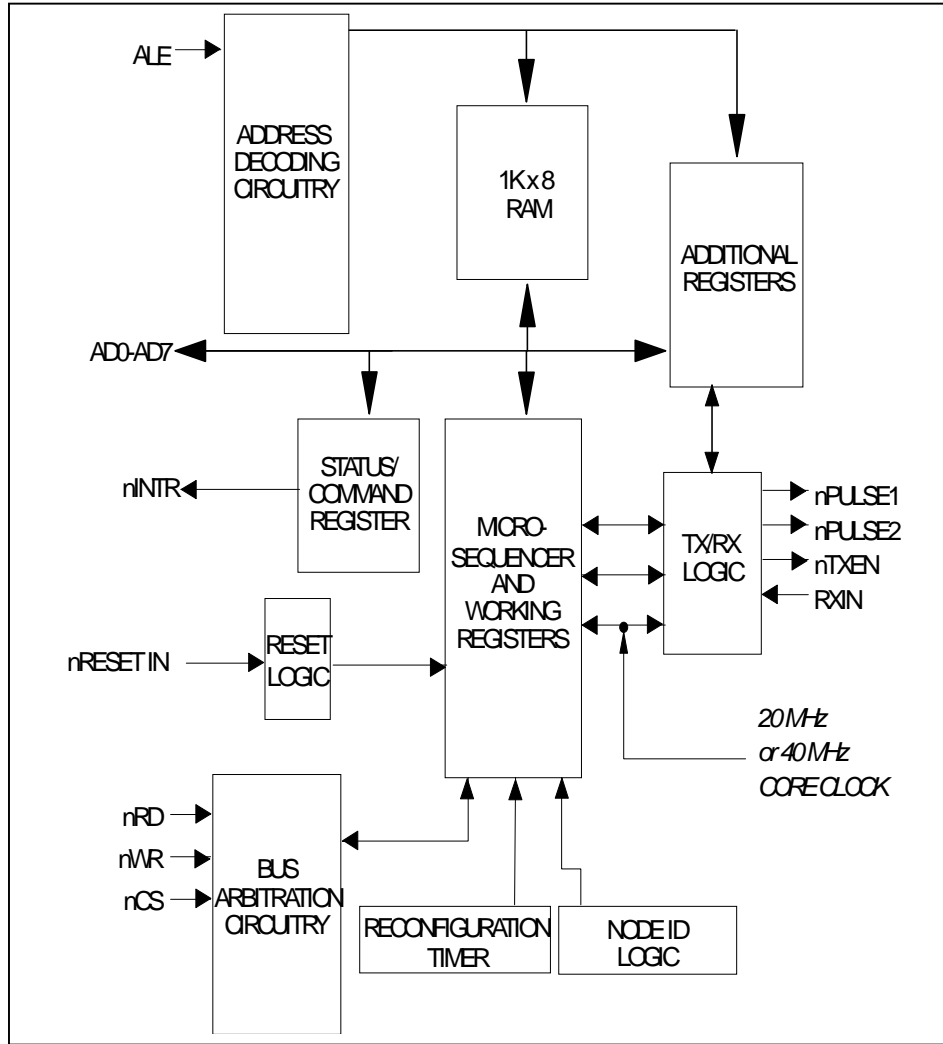 ALE
ADDRESS
DECODING
CIRCUITRY
1K x 8
RAM
ADDITIONAL
REGISTERS
AD0-AD7
nINTR
STATUS/
COMMAND
REGISTER
MICRO-
SEQUENCER
AND
WORKING
REGISTERS
TX/RX
LOGIC
nPULSE1
nPULSE2
nTXEN
RXIN
nRESET IN
RESET
LOGIC
20 MHz
or 40 MHz
CORE CLOCK
nRD
nWR
nCS
BUS
ARBITRATION
CIRCUITRY
RECONFIGURATION
TIMER
NODE ID
LOGIC